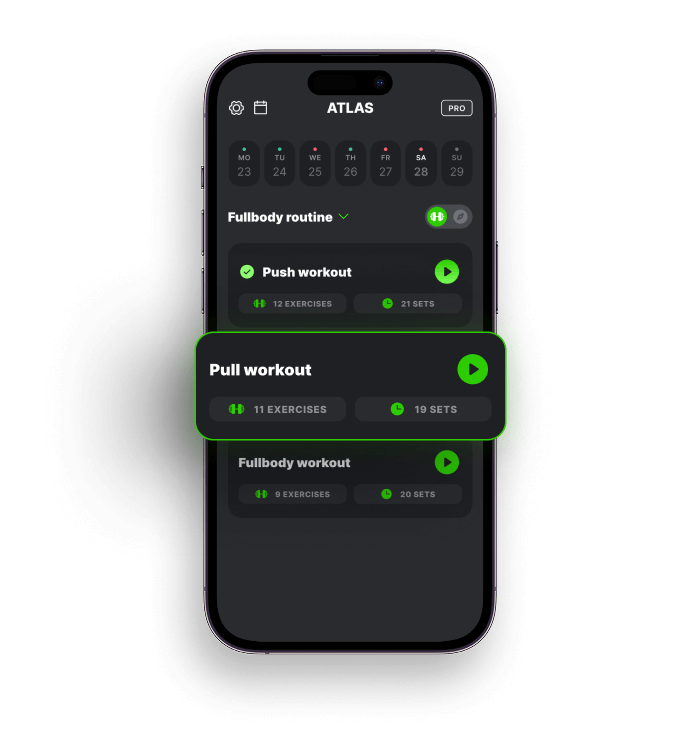 ATLAS PRO
MO TU WE TH FR SA SU
23 24 25 26 27 28 29
Fullbody routine
Push workout
12 EXERCISES 21 SETS
Pull workout
11 EXERCISES 19 SETS
Fullbody workout
9 EXERCISES 20 SETS